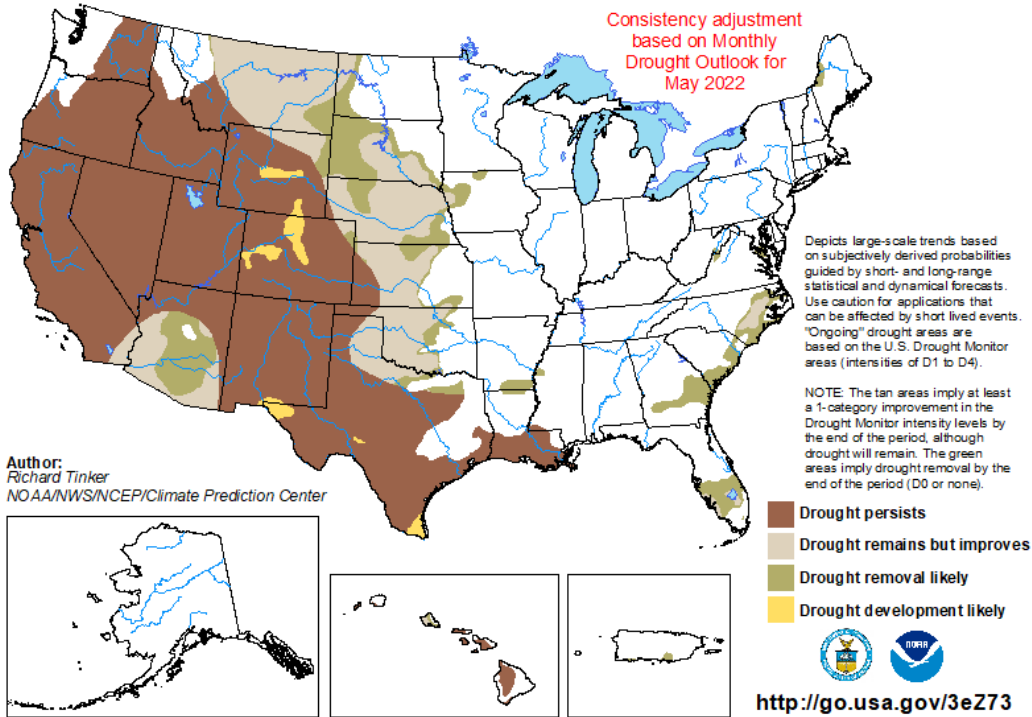 Consistency adjustment
based on Monthly
Drought Outlook for
May 2022
Depicts large-scale trends based
on subjectively derived probabilities
guided by short- and long-range
statistical and dynamical forecasts.
Use caution for applications that
can be affected by short lived events.
"Ongoing" drought areas are
based on the U.S. Drought Monitor
areas (intensities of D1 to D4).
NOTE: The tan areas imply at least
a 1-category improvement in the
Drought Monitor intensity levels by
the end of the period, although
drought will remain. The green
areas imply drought removal by the
end of the period (D0 or none).
Author:
Richard Tinker
NOAA/NWS/NCEP/Climate Prediction Center
Drought persists
Drought remains but improves
Drought removal likely
Drought development likely
NOAA
http://go.usa.gov/3eZ73